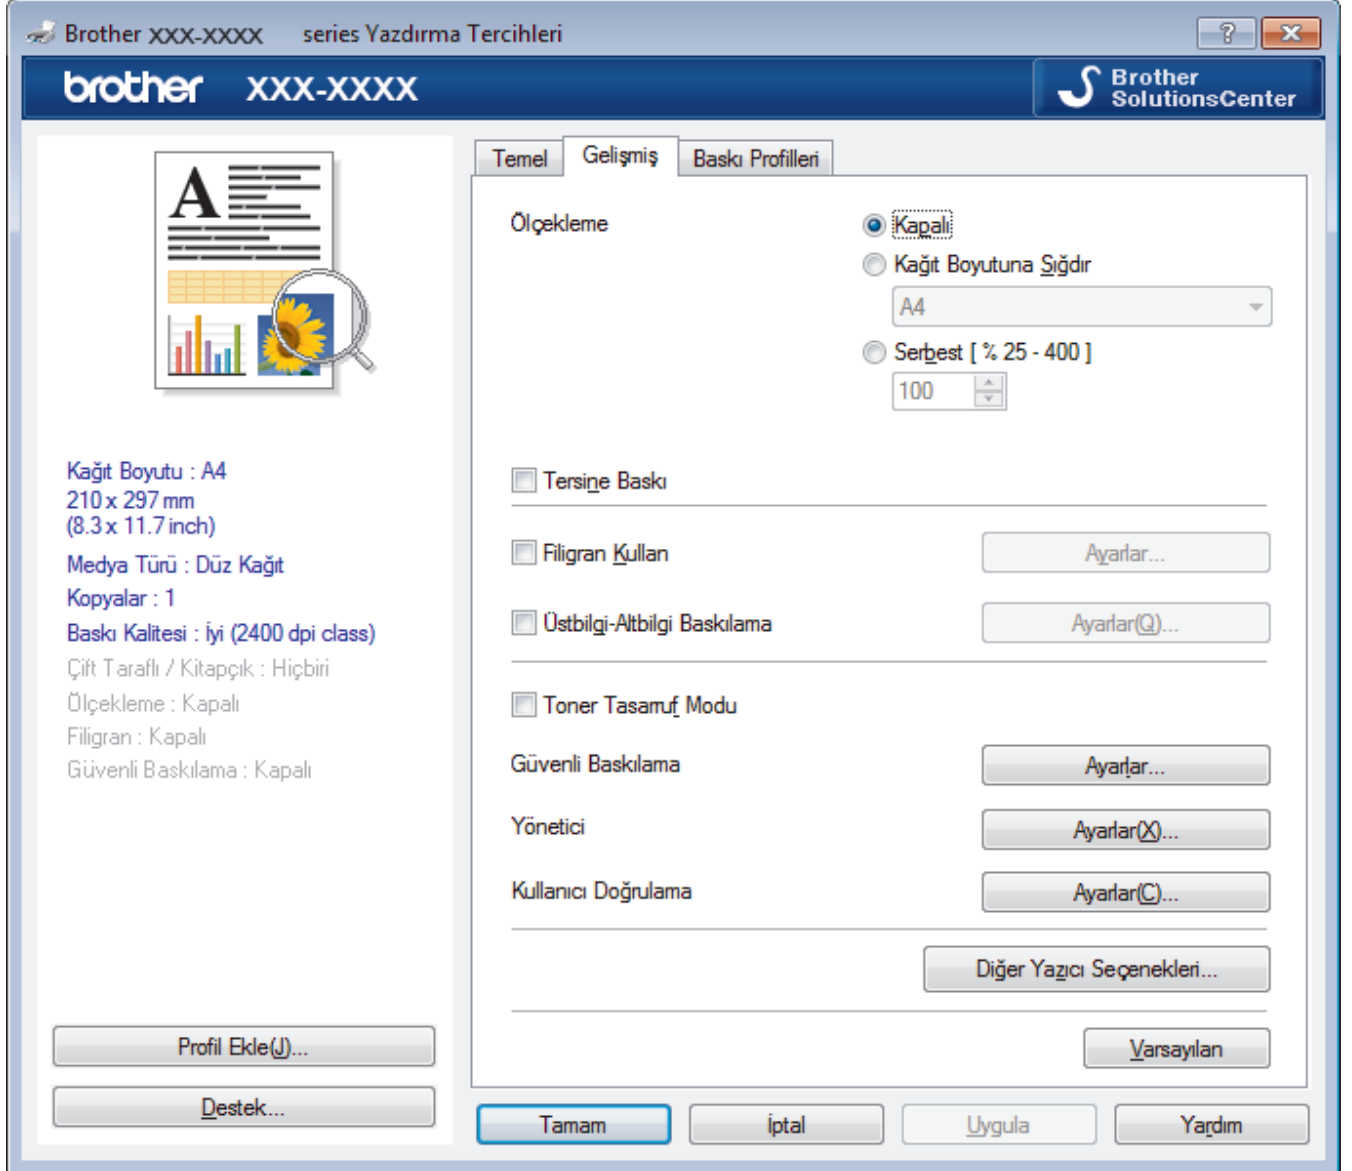 Brother XXX-XXXX series Yazdırma Tercihleri
brother XXX-XXXX
Brother
SolutionsCenter
A
Kağıt Boyutu : A4
210 x 297 mm
(8.3 x 11.7 inch)
Medya Türü : Düz Kağıt
Kopyalar : 1
Baskı Kalitesi : İyi (2400 dpi class)
Çift Taraflı / Kitapçık : Hiçbiri
Ölçekleme : Kapalı
Filigran : Kapalı
Güvenli Baskılama : Kapalı
Profil Ekle(J)...
Destek...
Temel Gelişmiş Baskı Profilleri
Ölçekleme
Kapalı
Kağıt Boyutuna Sığdır
A4
Serbest [ % 25 - 400 ]
100
Tersine Baskı
Filigran Kullan Ayarlar...
Üstbilgi-Altbilgi Baskılama Ayarlar(Q)...
Toner Tasarruf Modu
Güvenli Baskılama Ayarlar...
Yönetici Ayarlar(X)...
Kullanıcı Doğrulama Ayarlar(C)...
Diğer Yazıcı Seçenekleri...
Varsayılan
Tamam İptal Uygula Yardım